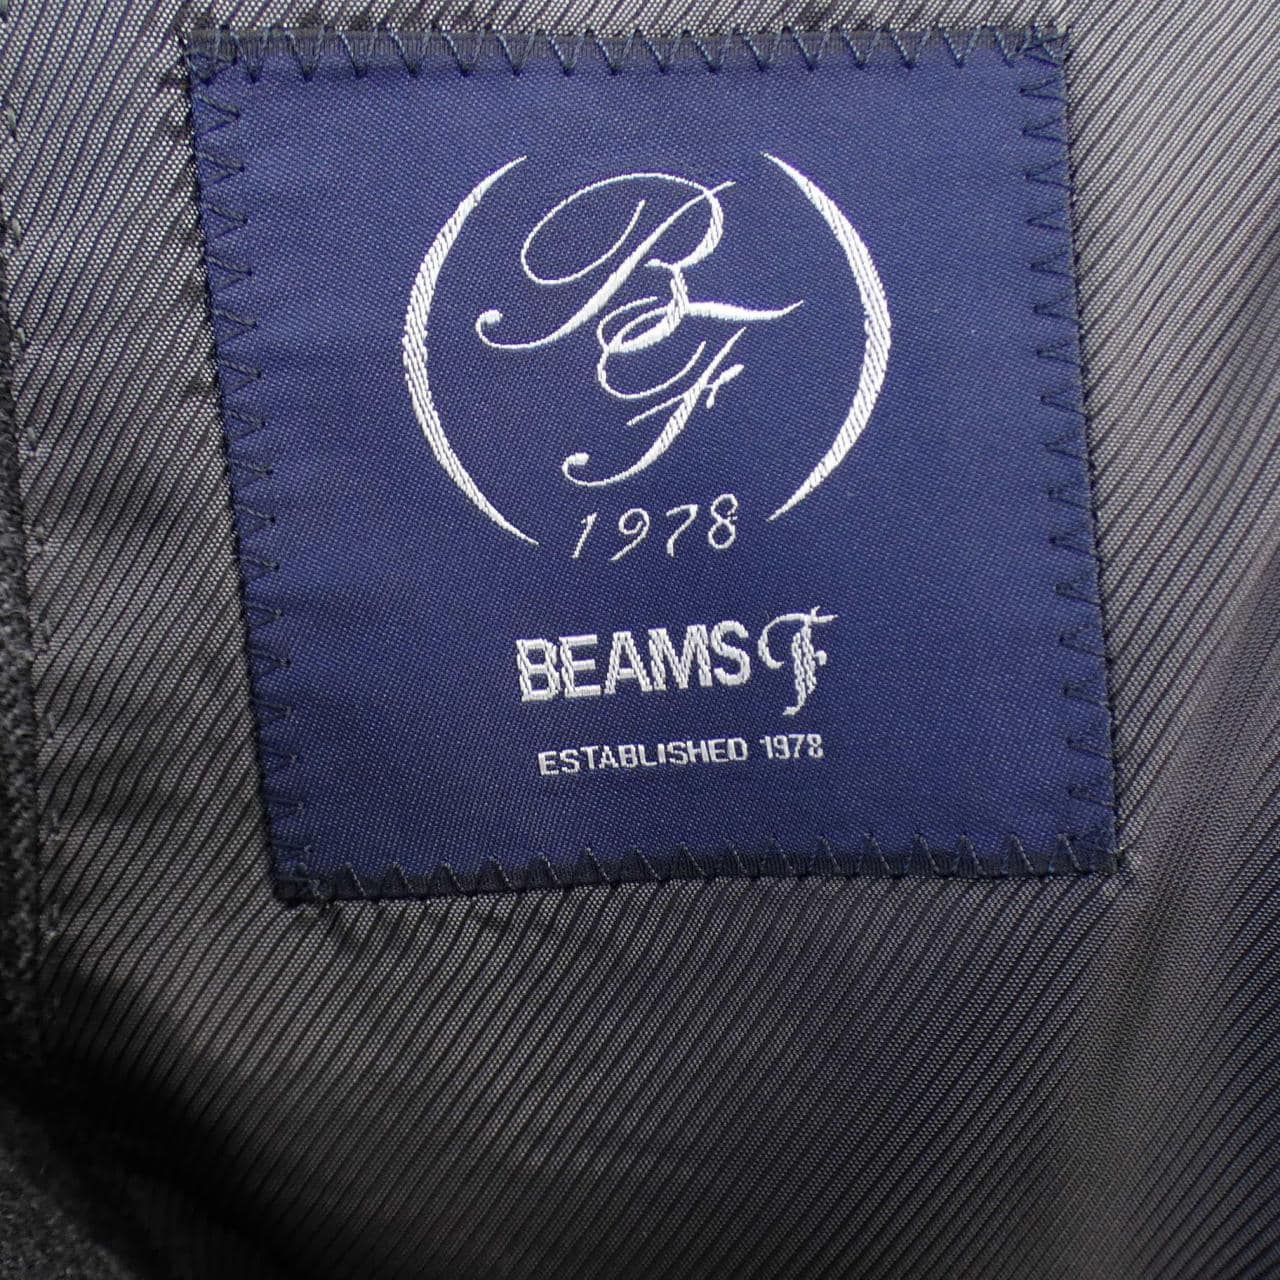 BF
1978
BEAMS F
ESTABLISHED 1978